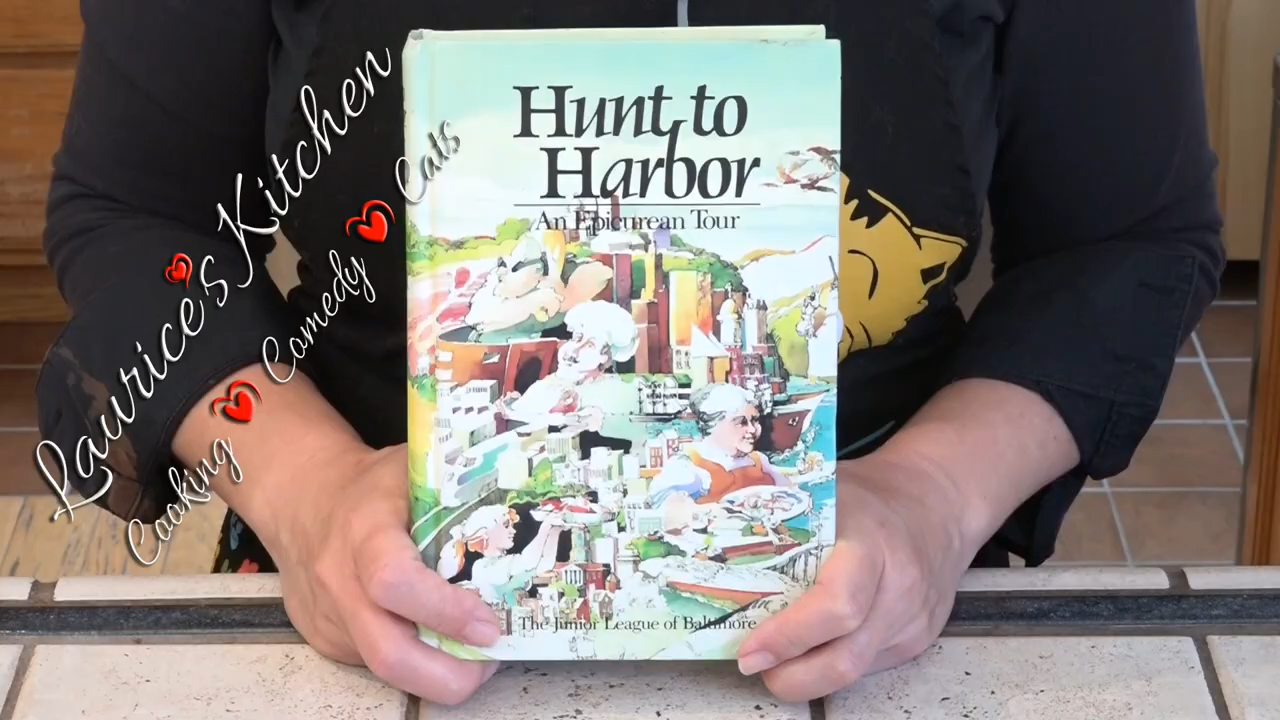 Laurice's Kitchen
Cooking Comedy Cats
Hunt to
Harbor
An Epicurean Tour
The Junior League of Baltimore